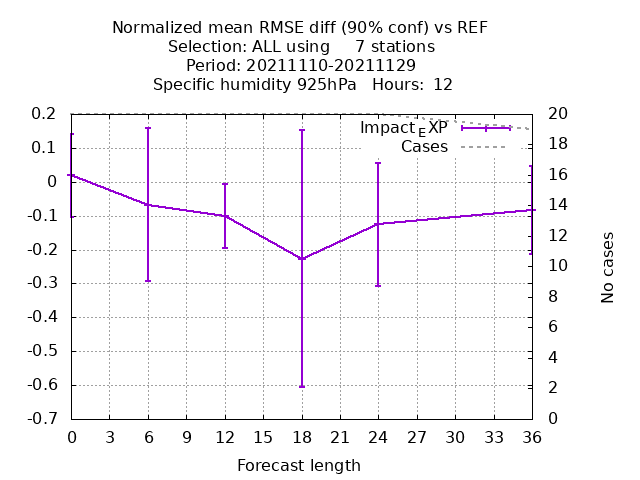 Normalized mean RMSE diff (90% conf) vs REF
Selection: ALL using 7 stations
Period: 20211110-20211129
Specific humidity 925hPa Hours: 12
Impact_EXP
Cases
0.2
0.1
0
-0.1
-0.2
-0.3
-0.4
-0.5
-0.6
-0.7
20
18
16
14
12
10
8
6
4
2
0
No cases
0 3 6 9 12 15 18 21 24 27 30 33 36
Forecast length